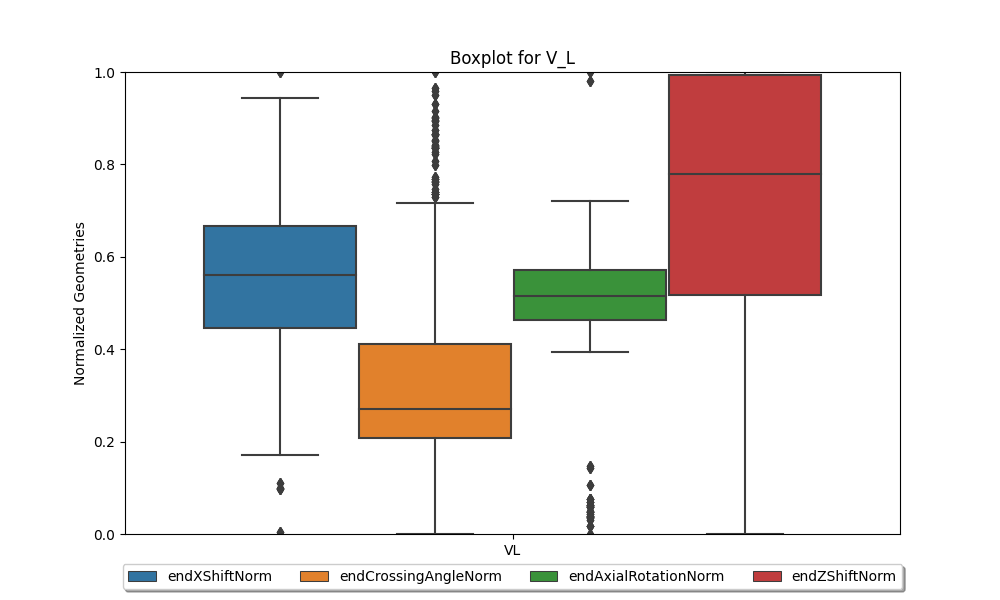 Boxplot for V_L
1.0
0.8
0.6
0.4
0.2
0.0
Normalized Geometries
VL
endXShiftNorm endCrossingAngleNorm endAxialRotationNorm endZShiftNorm